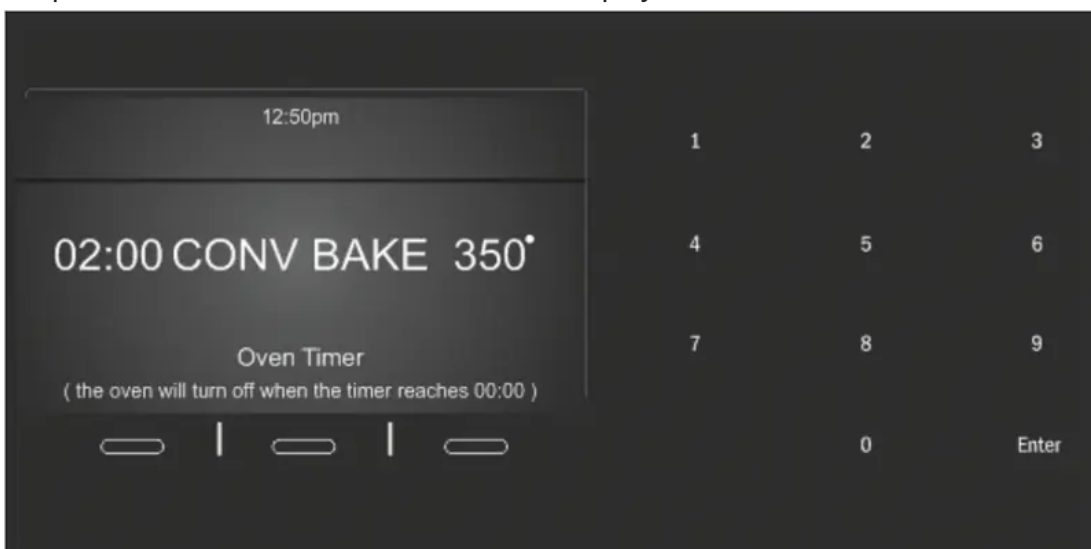 12:50pm
1 2 3
02:00 CONV BAKE 350°
4 5 6
Oven Timer
( the oven will turn off when the timer reaches 00:00 )
7 8 9
0 Enter